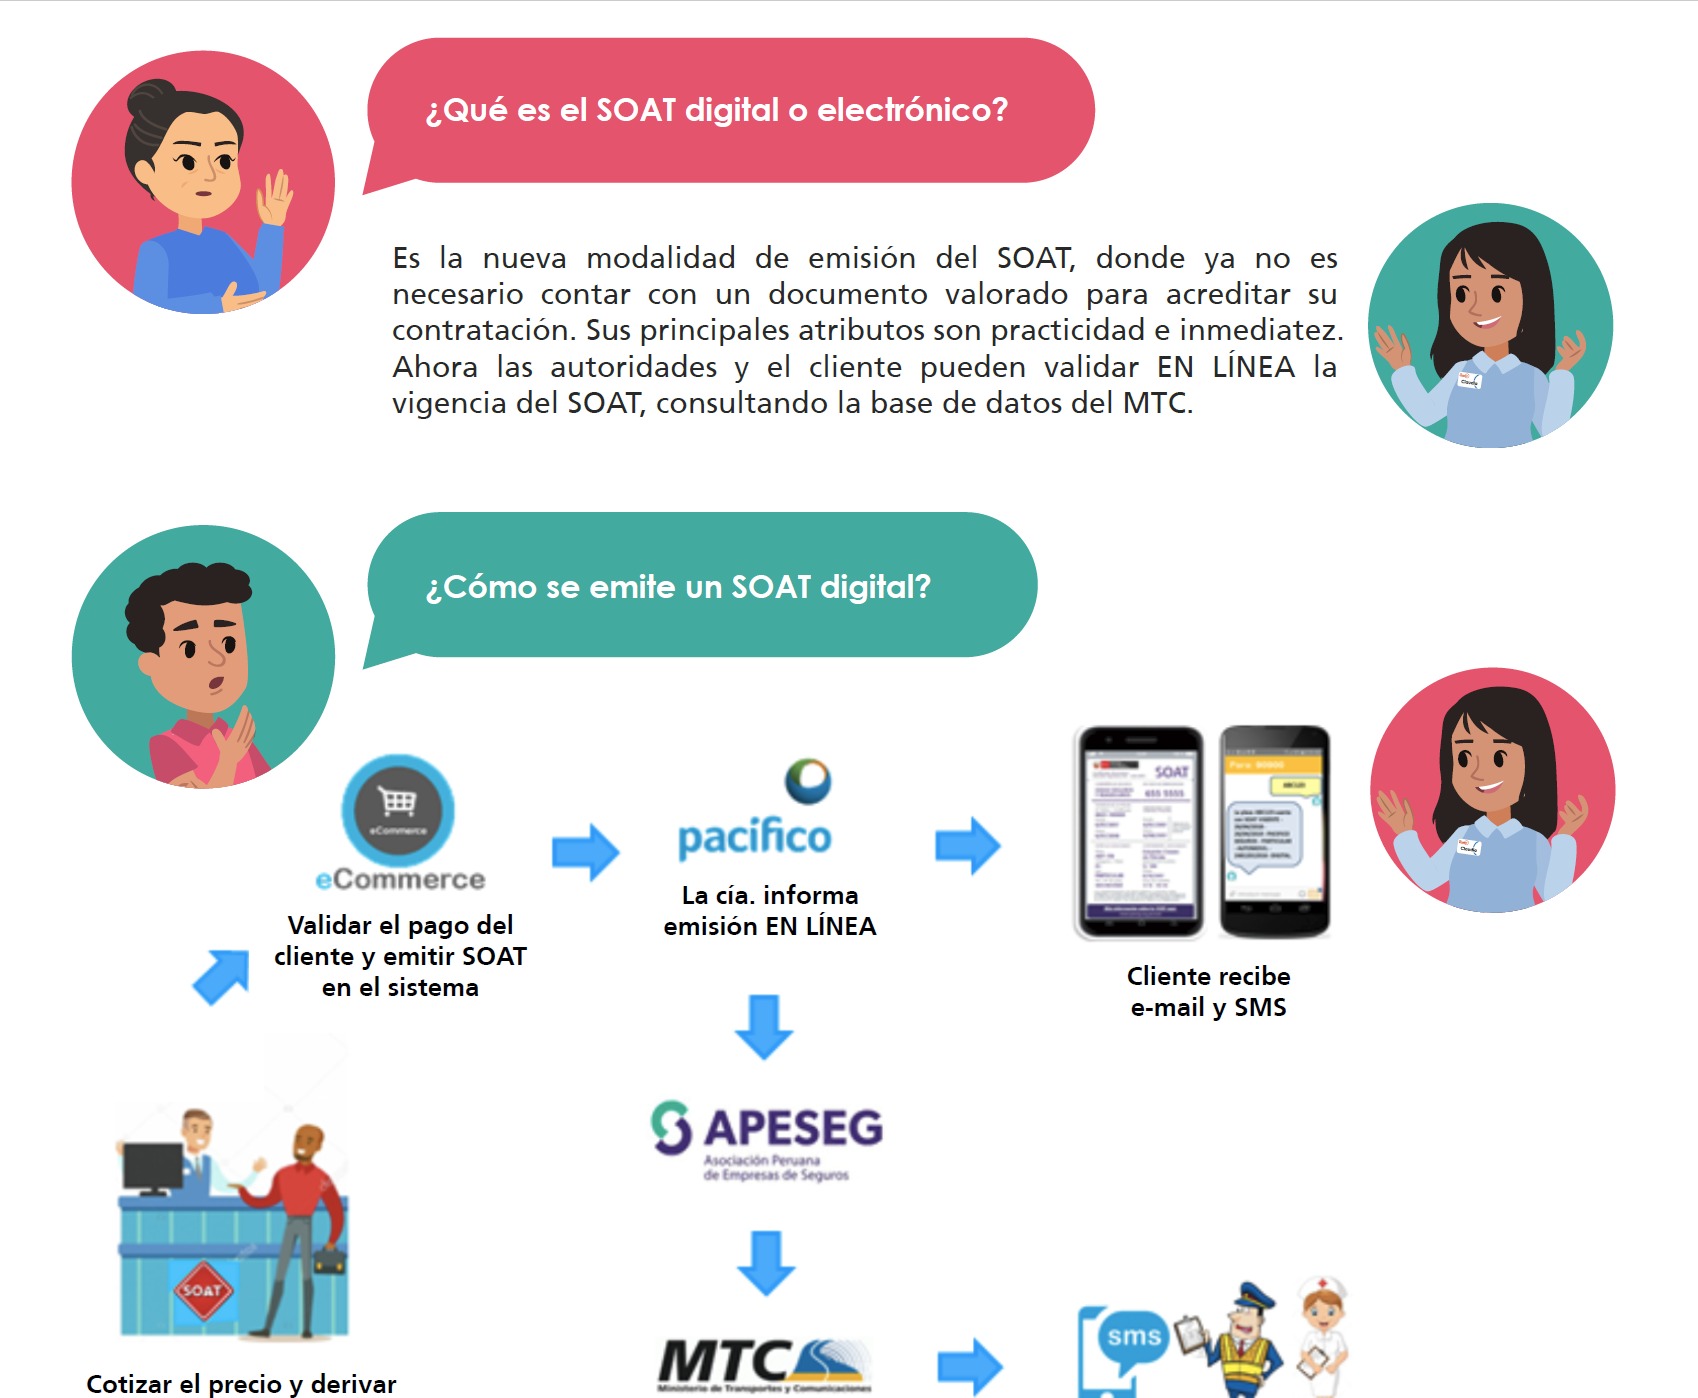 ¿Qué es el SOAT digital o electrónico?
Es la nueva modalidad de emisión del SOAT, donde ya no es
necesario contar con un documento valorado para acreditar su
contratación. Sus principales atributos son practicidad e inmediatez.
Ahora las autoridades y el cliente pueden validar EN LÍNEA la
vigencia del SOAT, consultando la base de datos del MTC.
Claudia
¿Cómo se emite un SOAT digital?
Claudia
eCommerce
eCommerce
Validar el pago del
cliente y emitir SOAT
en el sistema
pacífico
La cía. informa
emisión EN LÍNEA
SOAT
Cliente recibe
e-mail y SMS
APESEG
Asociación Peruana
de Empresas de Seguros
SOAT
MTC
Ministerio de Transportes y Comunicaciones
sms
Cotizar el precio y derivar